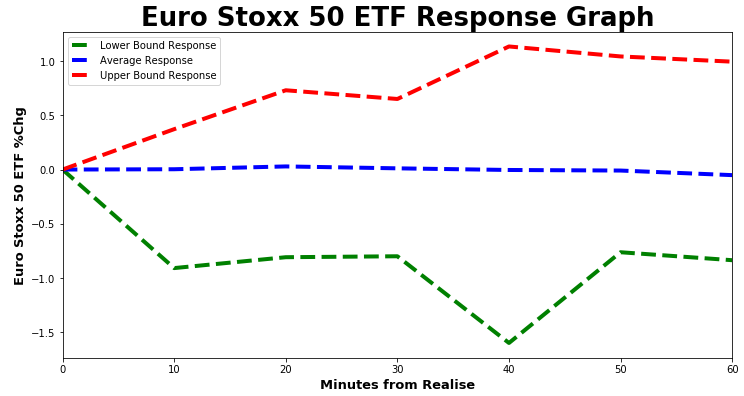 Euro Stoxx 50 ETF Response Graph
Lower Bound Response
Average Response
Upper Bound Response
Euro Stoxx 50 ETF %Chg
1.0
0.5
0.0
−0.5
−1.0
−1.5
0 10 20 30 40 50 60
Minutes from Realise